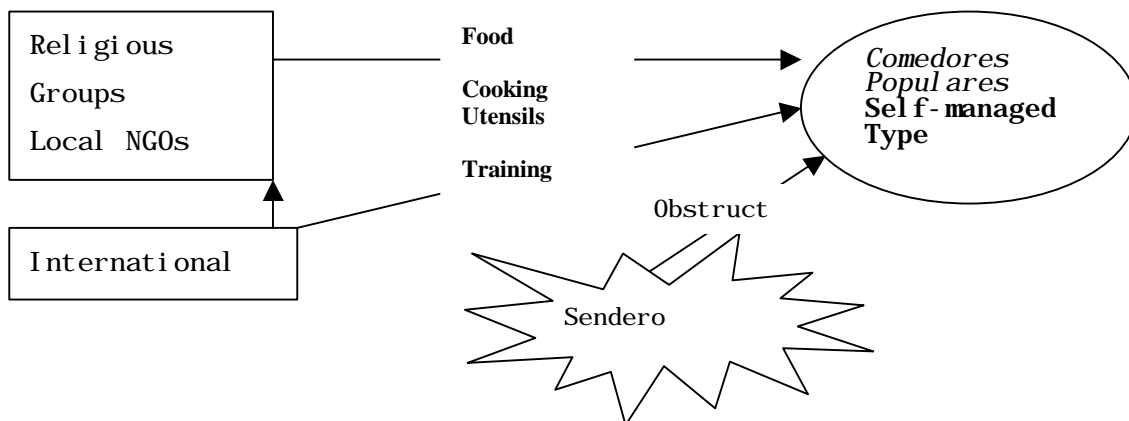 Religious
Groups
Local NGOs
International
Food
Cooking
Utensils
Training
Obstruct
Sendero
Comedores
Populares
Self-managed
Type